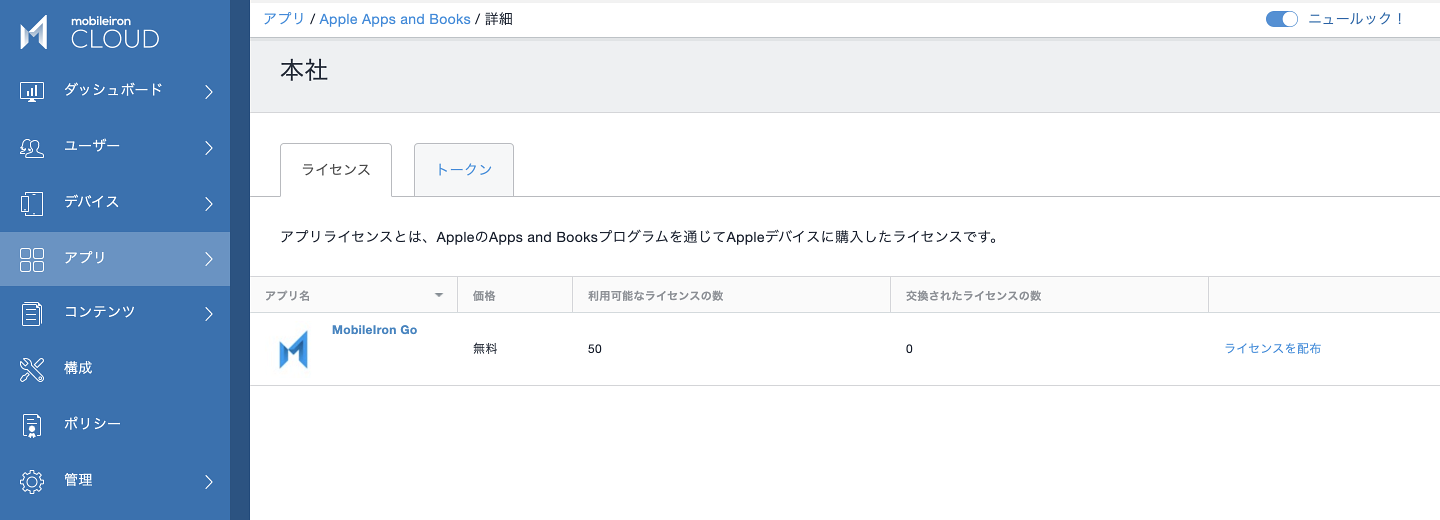 mobileiron
CLOUD
ダッシュボード
ユーザー
デバイス
アプリ
コンテンツ
構成
ポリシー
管理
アプリ / Apple Apps and Books / 詳細
ニュールック！
本社
ライセンス
トークン
アプリライセンスとは、AppleのApps and Booksプログラムを通じてAppleデバイスに購入したライセンスです。
アプリ名 価格 利用可能なライセンスの数 交換されたライセンスの数
MobileIron Go
無料 50 0 ライセンスを配布